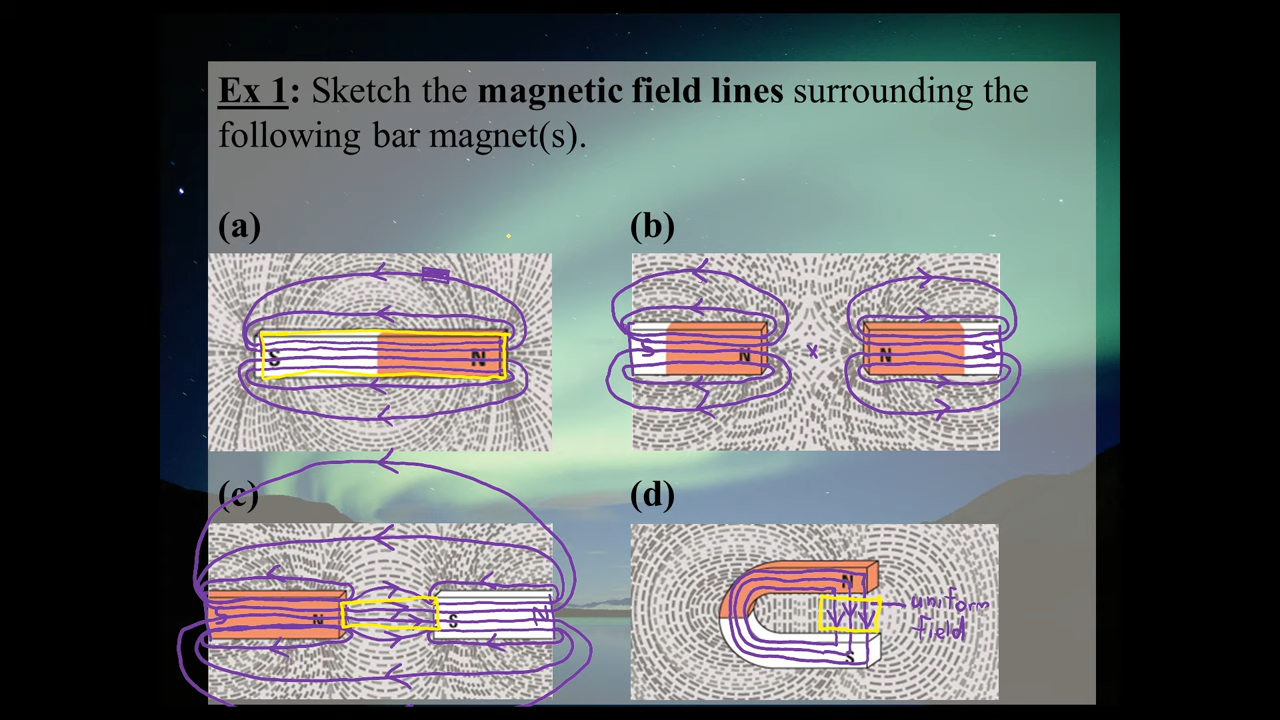 Ex 1: Sketch the magnetic field lines surrounding the
following bar magnet(s).
(a)
(b)
S N
S N
x
N S
(c)
(d)
S N
S N
N
S
uniform
field